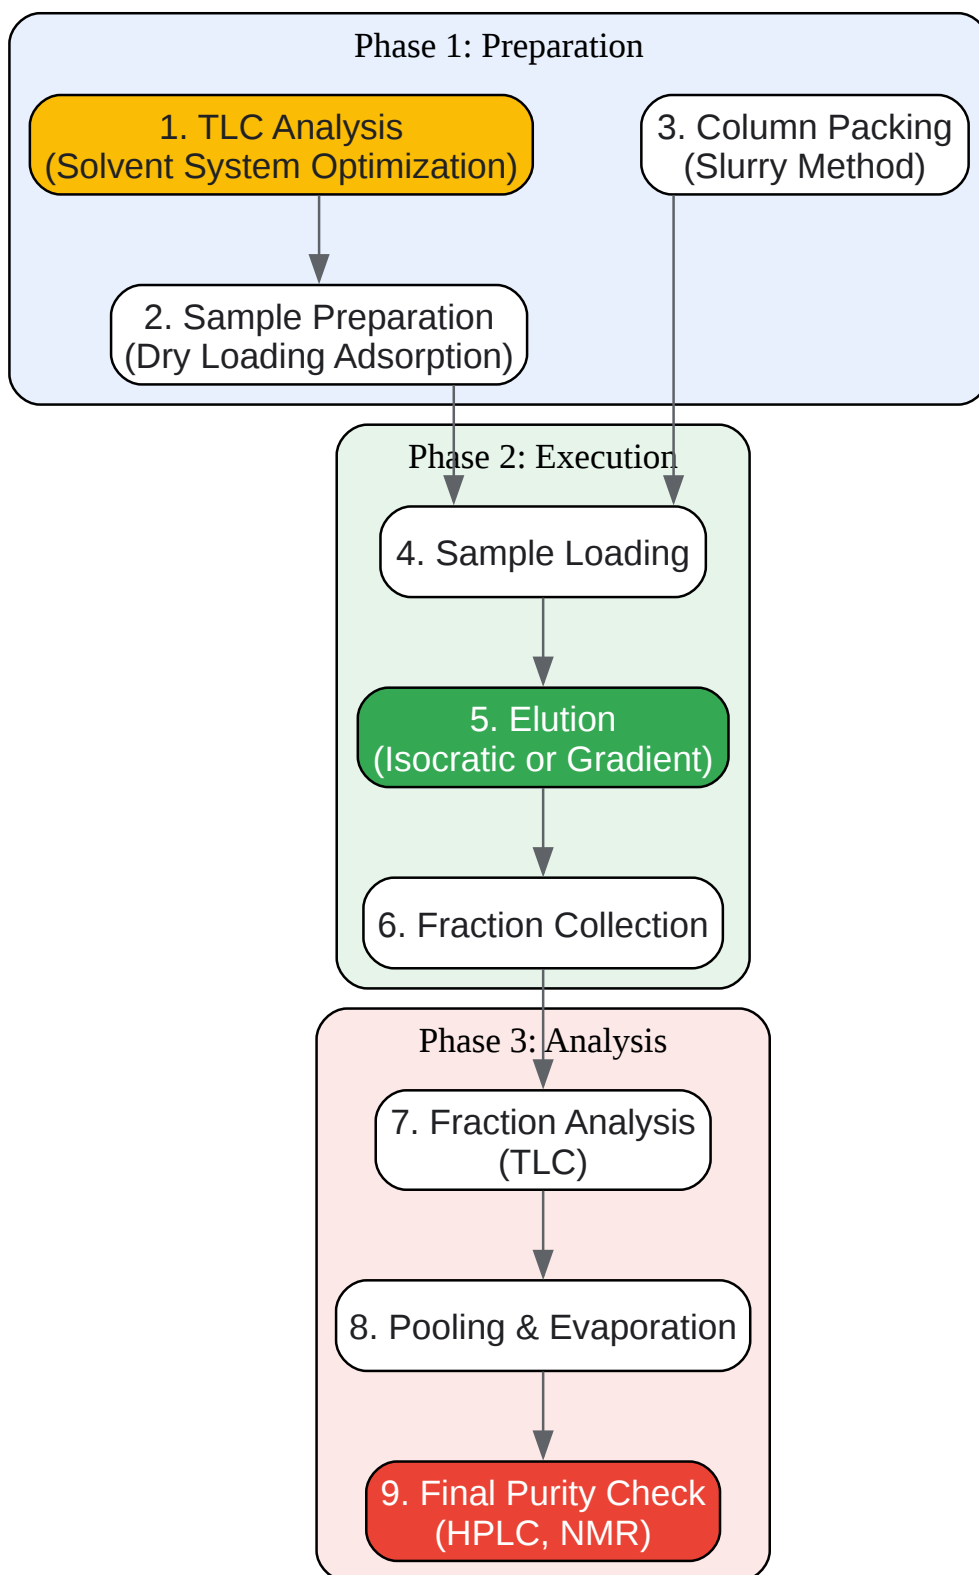 Phase 1: Preparation
1. TLC Analysis
(Solvent System Optimization)
3. Column Packing
(Slurry Method)
2. Sample Preparation
(Dry Loading Adsorption)
Phase 2: Execution
4. Sample Loading
5. Elution
(Isocratic or Gradient)
6. Fraction Collection
Phase 3: Analysis
7. Fraction Analysis
(TLC)
8. Pooling & Evaporation
9. Final Purity Check
(HPLC, NMR)